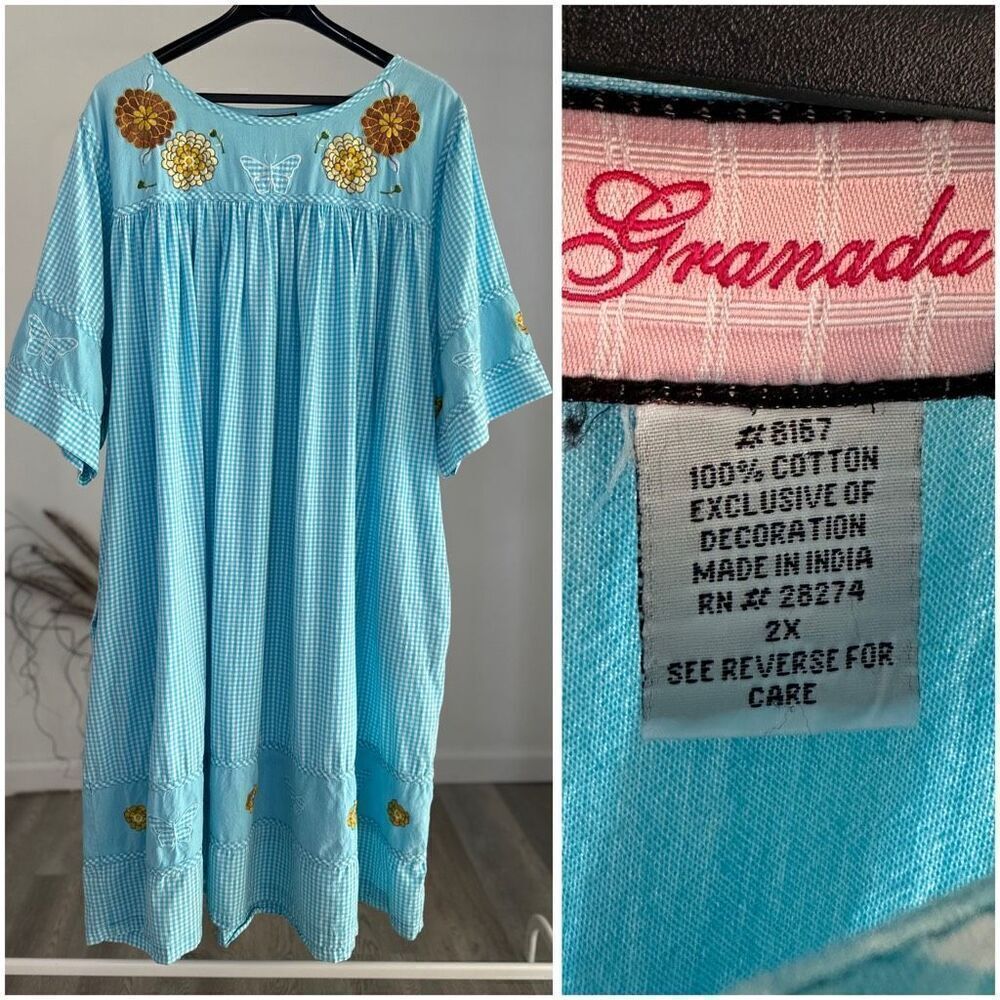 Granada
# 8167
100% COTTON
EXCLUSIVE OF
DECORATION
MADE IN INDIA
RN # 28274
2X
SEE REVERSE FOR
CARE